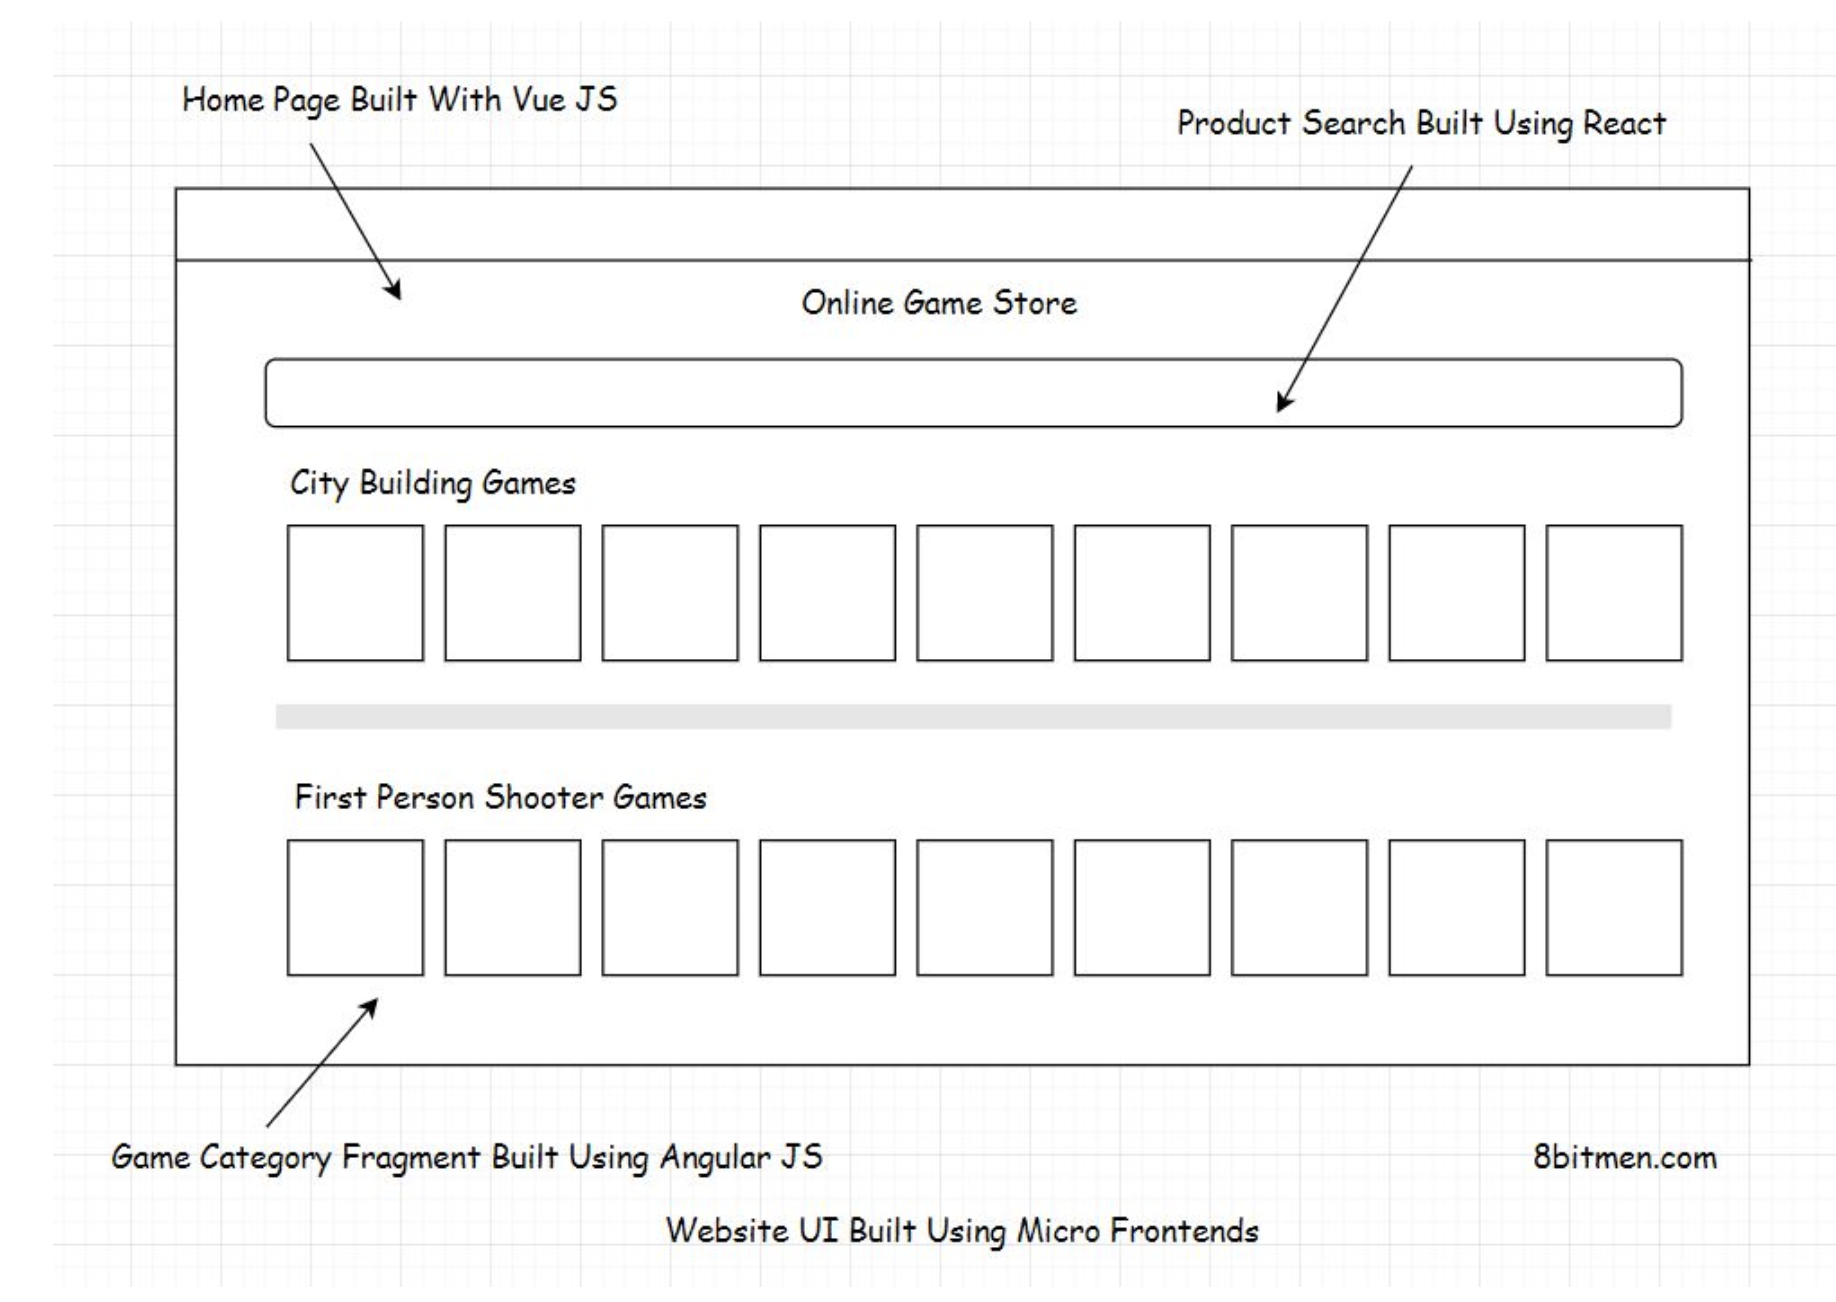 Home Page Built With Vue JS
Product Search Built Using React
Online Game Store
City Building Games
First Person Shooter Games
Game Category Fragment Built Using Angular JS
8bitmen.com
Website UI Built Using Micro Frontends